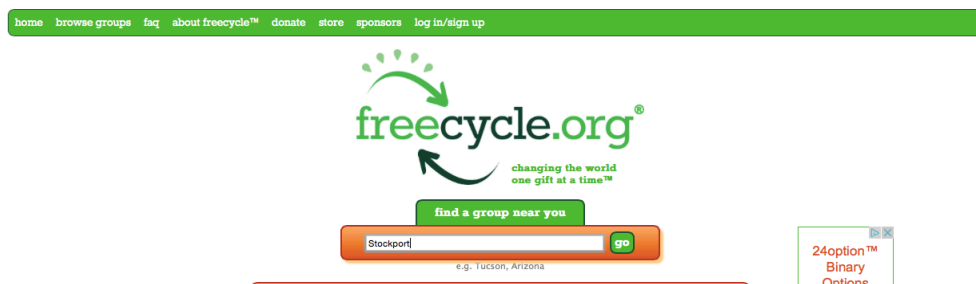 home browse groups faq about freecycle™ donate store sponsors log in/sign up
freecycle.org®
changing the world
one gift at a time™
find a group near you
Stockport
go
e.g. Tucson, Arizona
24option™
Binary
Options